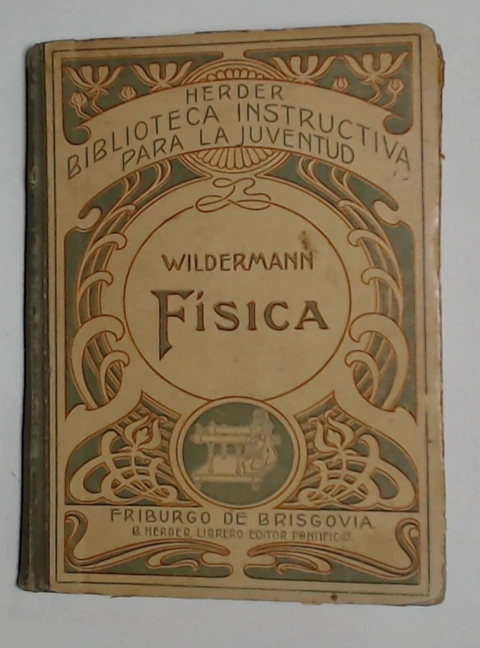 HERDER
BIBLIOTECA INSTRUCTIVA
PARA LA JUVENTUD
WILDERMANN
FÍSICA
FRIBURGO DE BRISGOVIA
B. HERDER, LIBRERO EDITOR PONTIFICIO